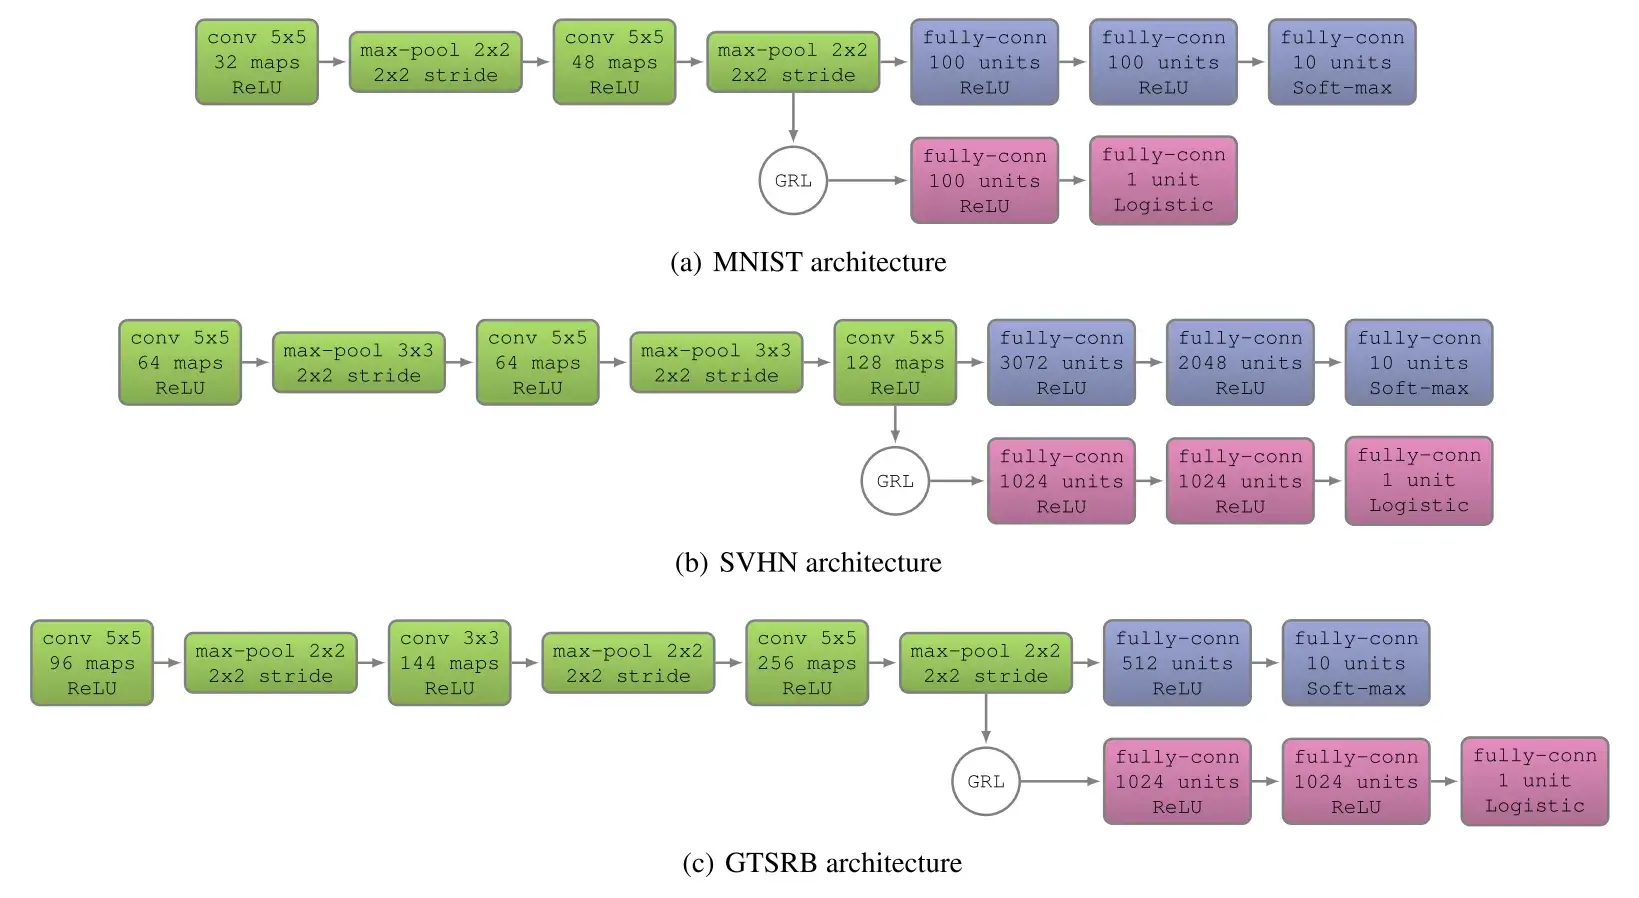 conv 5x5
32 maps
ReLU
max-pool 2x2
2x2 stride
conv 5x5
48 maps
ReLU
max-pool 2x2
2x2 stride
fully-conn
100 units
ReLU
fully-conn
100 units
ReLU
fully-conn
10 units
Soft-max
GRL
fully-conn
100 units
ReLU
fully-conn
1 unit
Logistic
(a) MNIST architecture
conv 5x5
64 maps
ReLU
max-pool 3x3
2x2 stride
conv 5x5
64 maps
ReLU
max-pool 3x3
2x2 stride
conv 5x5
128 maps
ReLU
fully-conn
3072 units
ReLU
fully-conn
2048 units
ReLU
fully-conn
10 units
Soft-max
GRL
fully-conn
1024 units
ReLU
fully-conn
1024 units
ReLU
fully-conn
1 unit
Logistic
(b) SVHN architecture
conv 5x5
96 maps
ReLU
max-pool 2x2
2x2 stride
conv 3x3
144 maps
ReLU
max-pool 2x2
2x2 stride
conv 5x5
256 maps
ReLU
max-pool 2x2
2x2 stride
fully-conn
512 units
ReLU
fully-conn
10 units
Soft-max
GRL
fully-conn
1024 units
ReLU
fully-conn
1024 units
ReLU
fully-conn
1 unit
Logistic
(c) GTSRB architecture